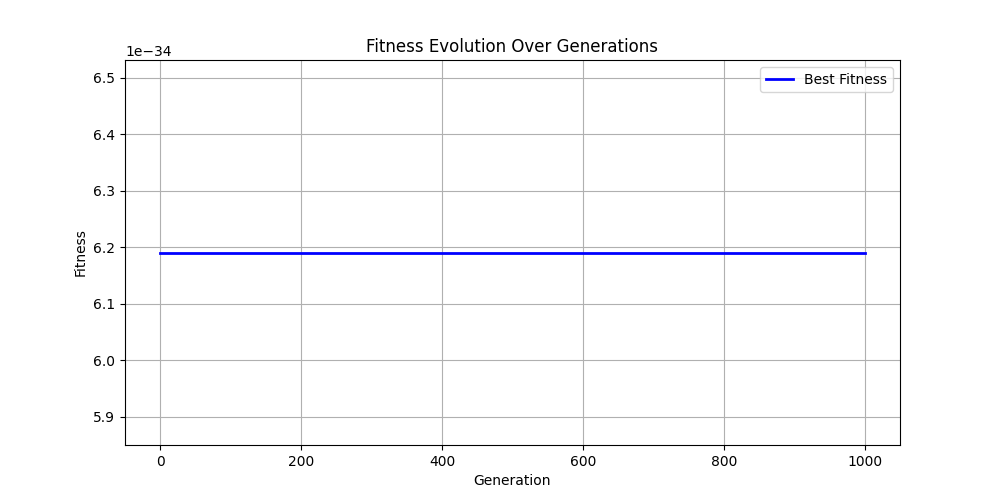 Fitness Evolution Over Generations
1e−34
Best Fitness
6.5
6.4
6.3
6.2
6.1
6.0
5.9
Fitness
0 200 400 600 800 1000
Generation